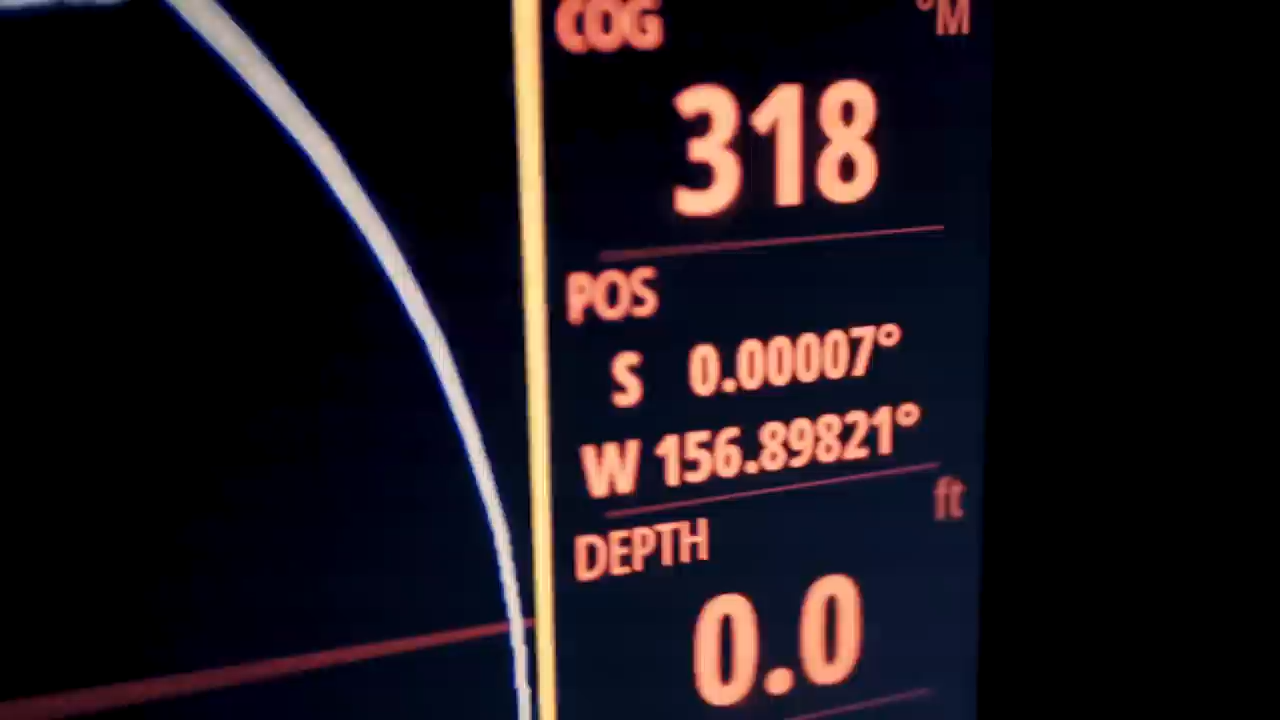 COG °M
318
POS
S 0.00007°
W 156.89821°
DEPTH ft
0.0